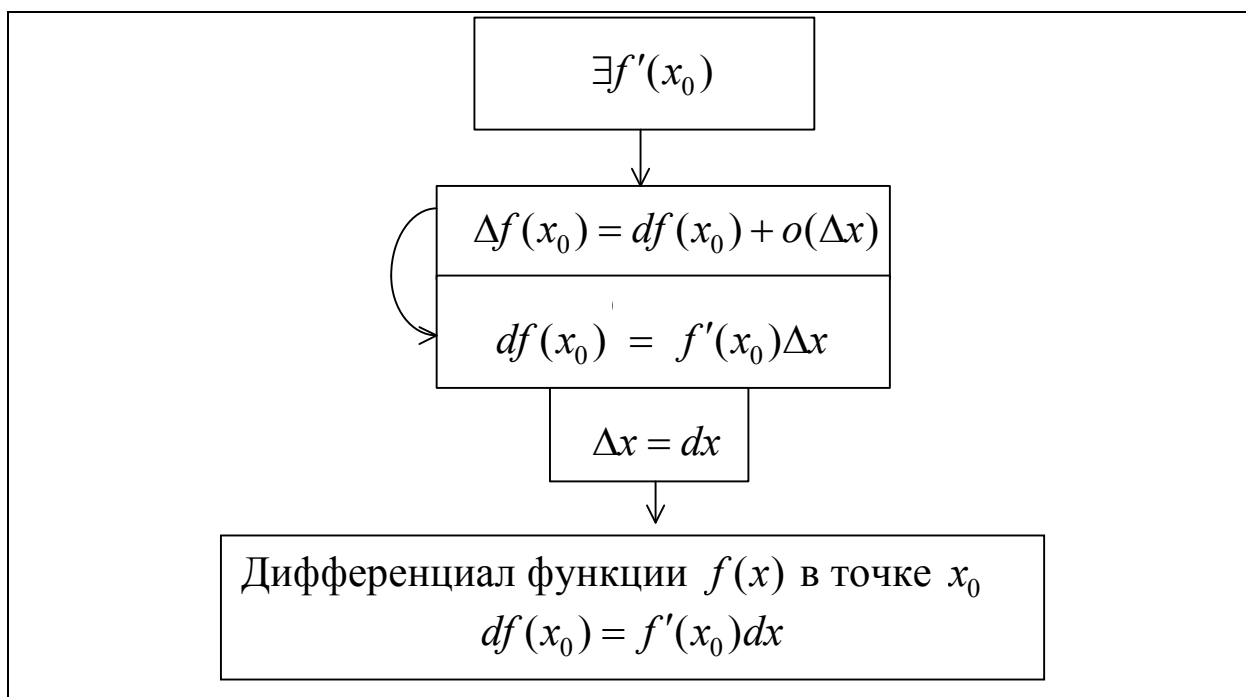 ∃f′(x₀)
Δf(x₀) = df(x₀) + o(Δx)
df(x₀) = f′(x₀)Δx
Δx = dx
Дифференциал функции f(x) в точке x₀
df(x₀) = f′(x₀)dx